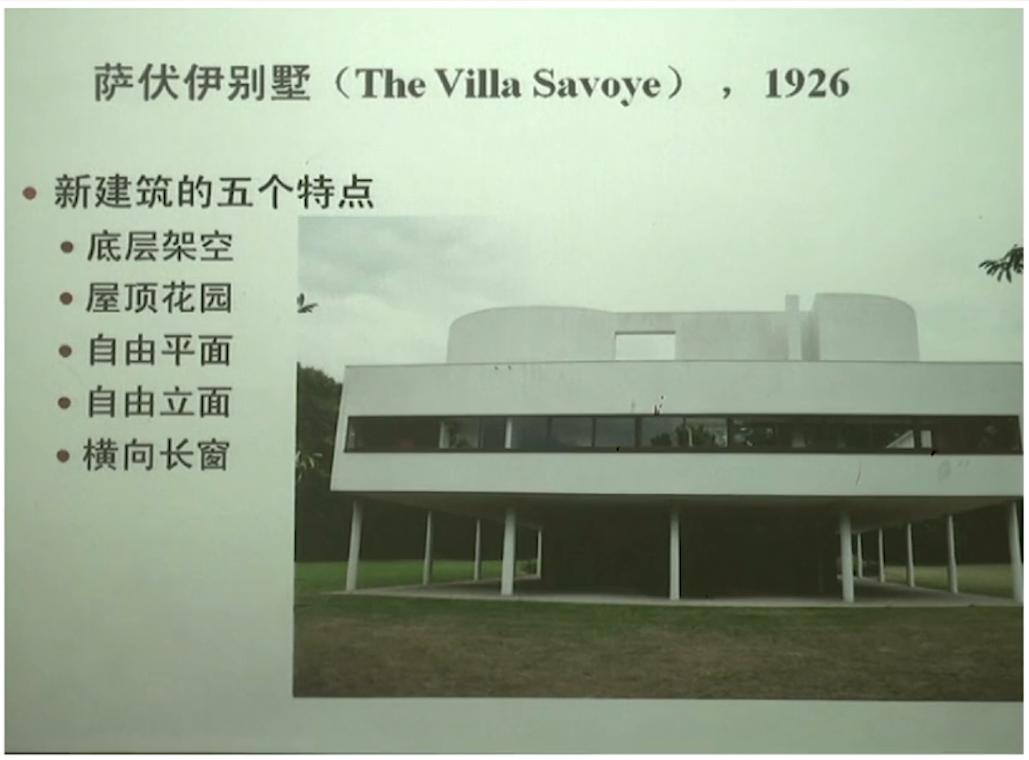 萨伏伊别墅（The Villa Savoye），1926
• 新建筑的五个特点
• 底层架空
• 屋顶花园
• 自由平面
• 自由立面
• 横向长窗